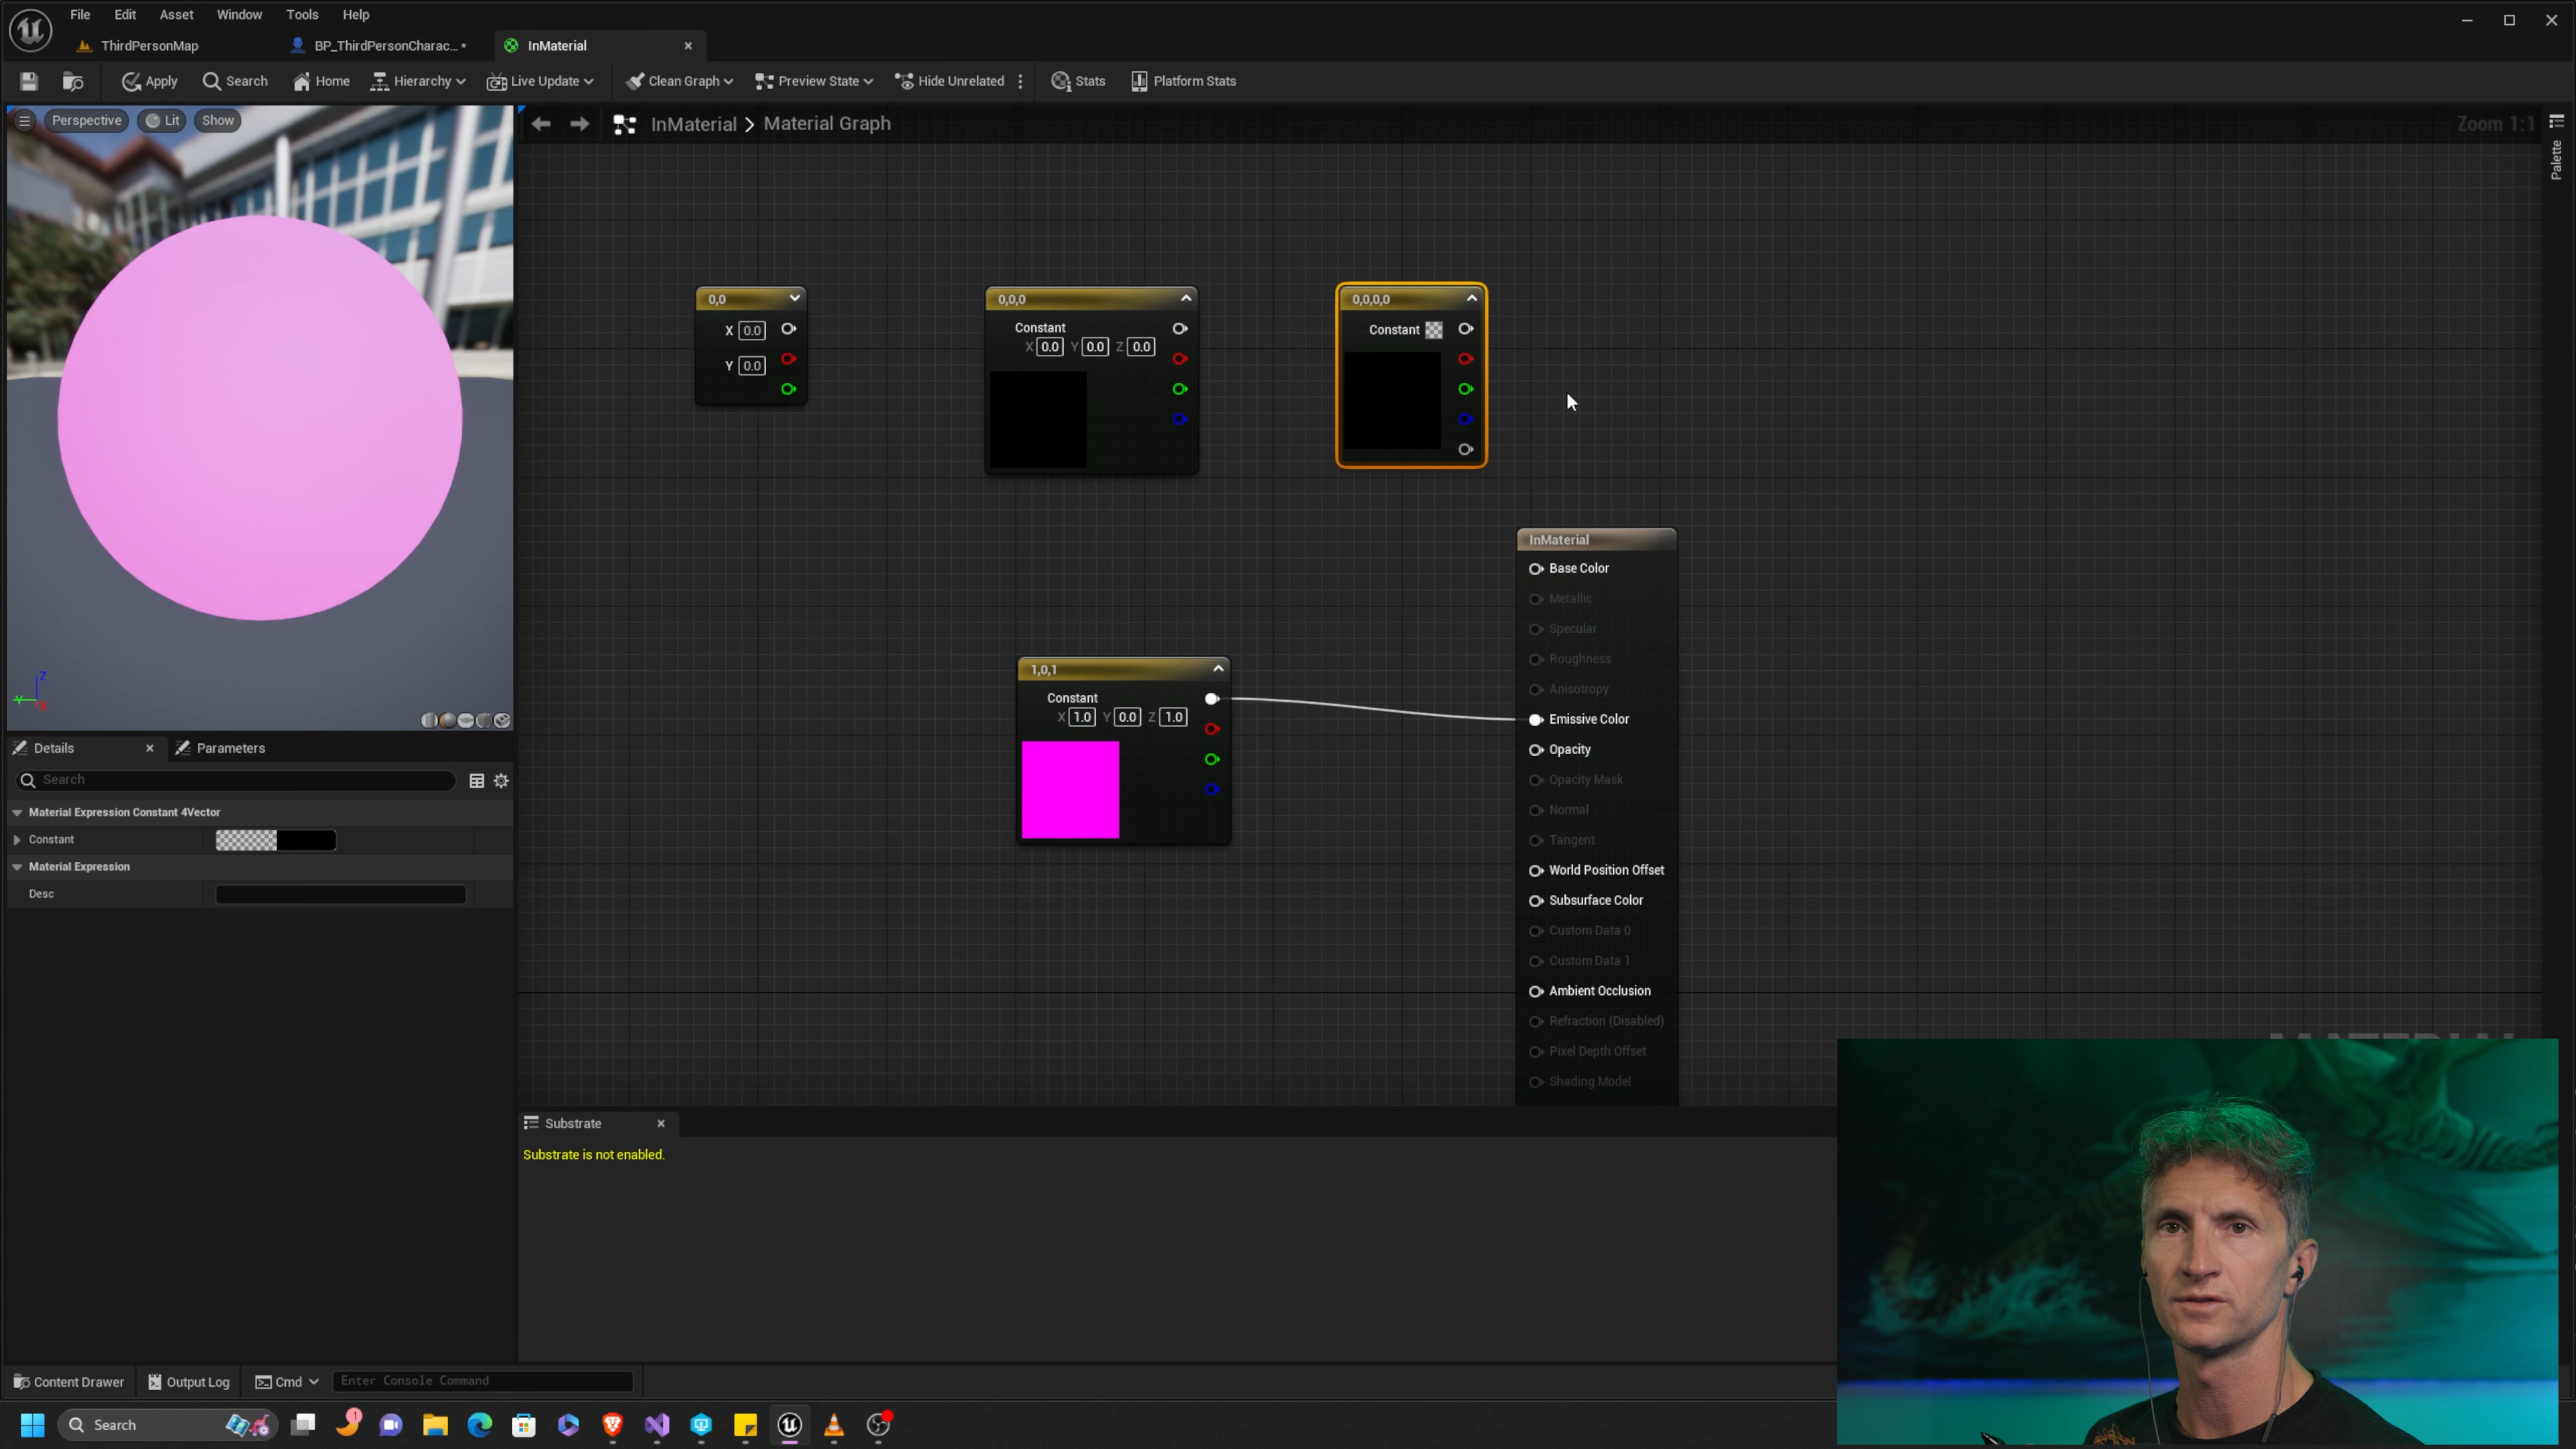 File Edit Asset Window Tools Help
ThirdPersonMap BP_ThirdPersonCharac...* InMaterial
Apply Search Home Hierarchy Live Update Clean Graph Preview State Hide Unrelated Stats Platform Stats
Perspective Lit Show
InMaterial > Material Graph Zoom 1:1
Palette
0,0
X 0.0
Y 0.0
0,0,0
Constant
X 0.0 Y 0.0 Z 0.0
0,0,0,0
Constant
InMaterial
Base Color
Metallic
Specular
Roughness
Anisotropy
Emissive Color
Opacity
Opacity Mask
Normal
Tangent
World Position Offset
Subsurface Color
Custom Data 0
Custom Data 1
Ambient Occlusion
Refraction (Disabled)
Pixel Depth Offset
Shading Model
1,0,1
Constant
X 1.0 Y 0.0 Z 1.0
Z
Y
X
Details Parameters
Search
Material Expression Constant 4Vector
Constant
Material Expression
Desc
MATERIAL
Substrate
Substrate is not enabled.
Content Drawer Output Log Cmd Enter Console Command
Search
1